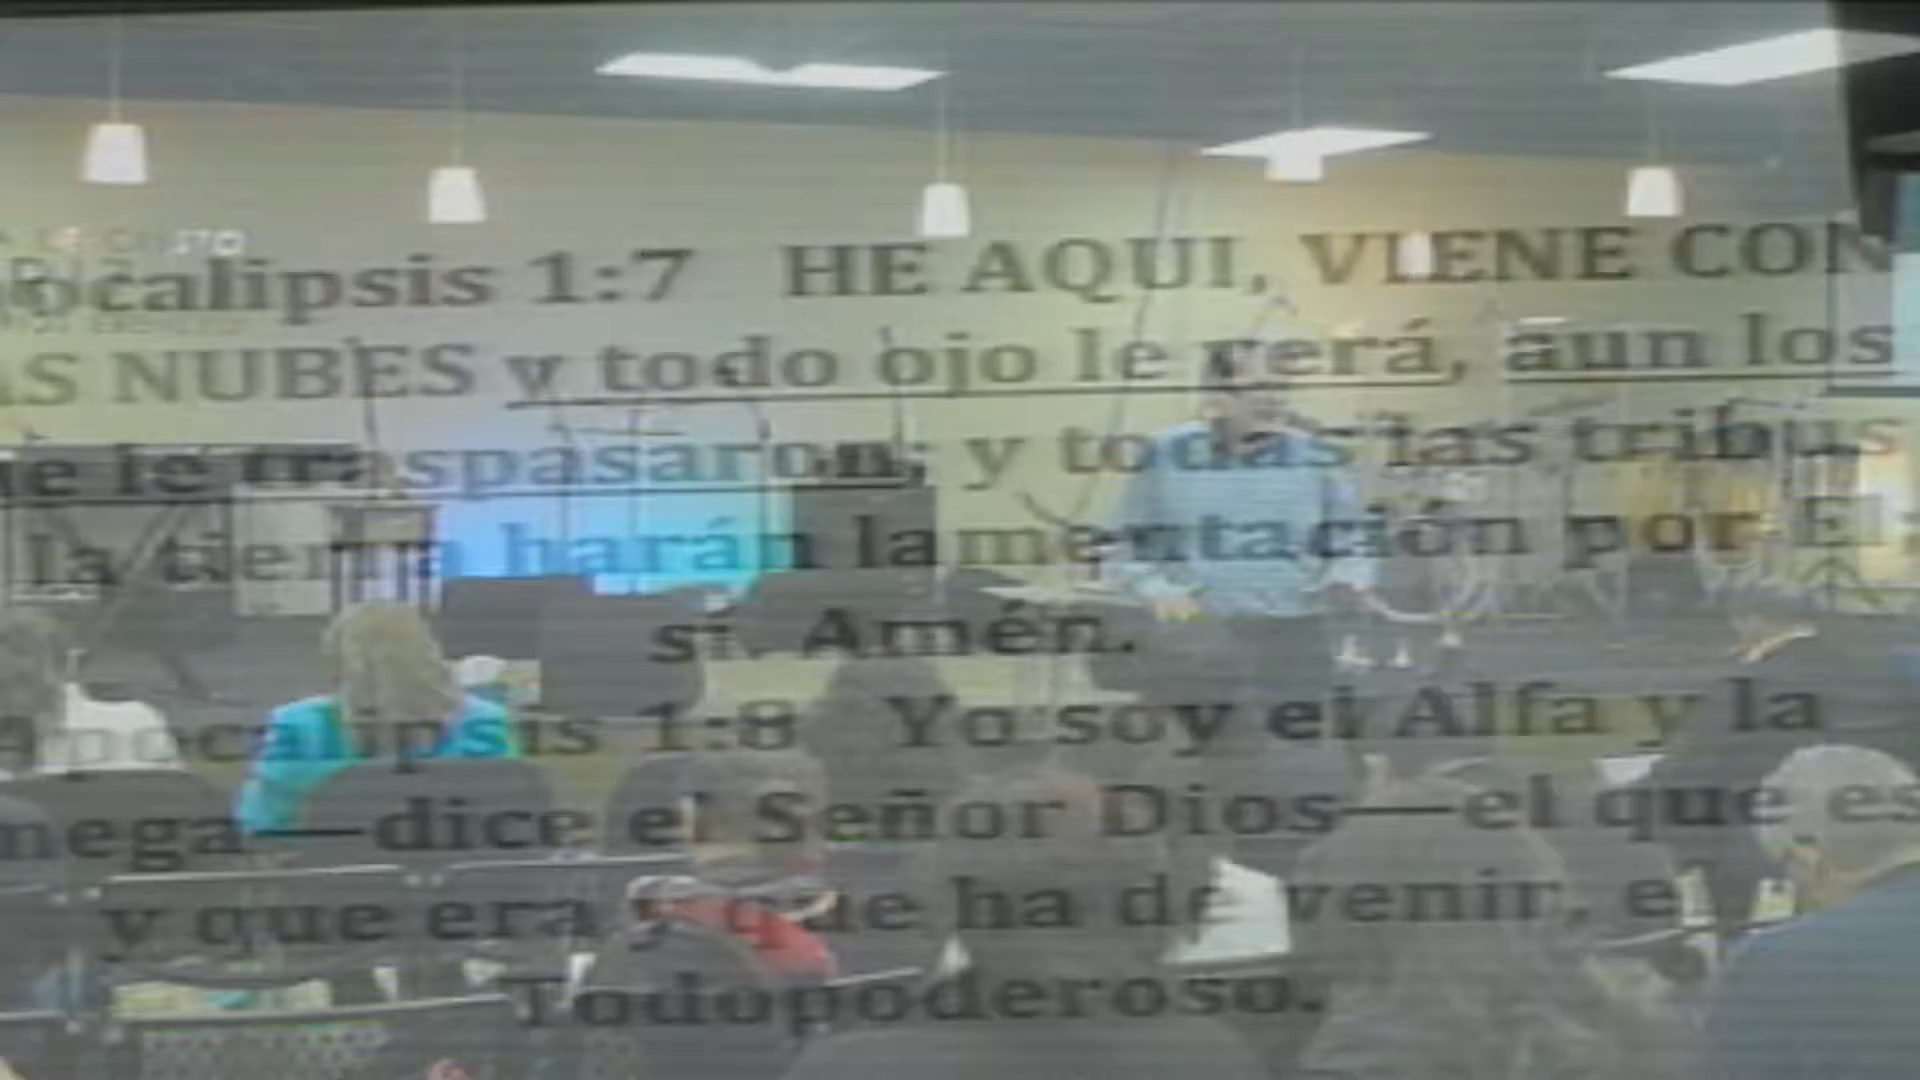 ocalipsis 1:7 HE AQUI, VIENE CON
AS NUBES y todo ojo le verá, aun los
ue le traspasaron; y todas las tribus
la tierra harán lamentación por El;
sí. Amén.
Apocalipsis 1:8 Yo soy el Alfa y la
mega—dice el Señor Dios—el que es
y que era y que ha de venir, el
Todopoderoso.